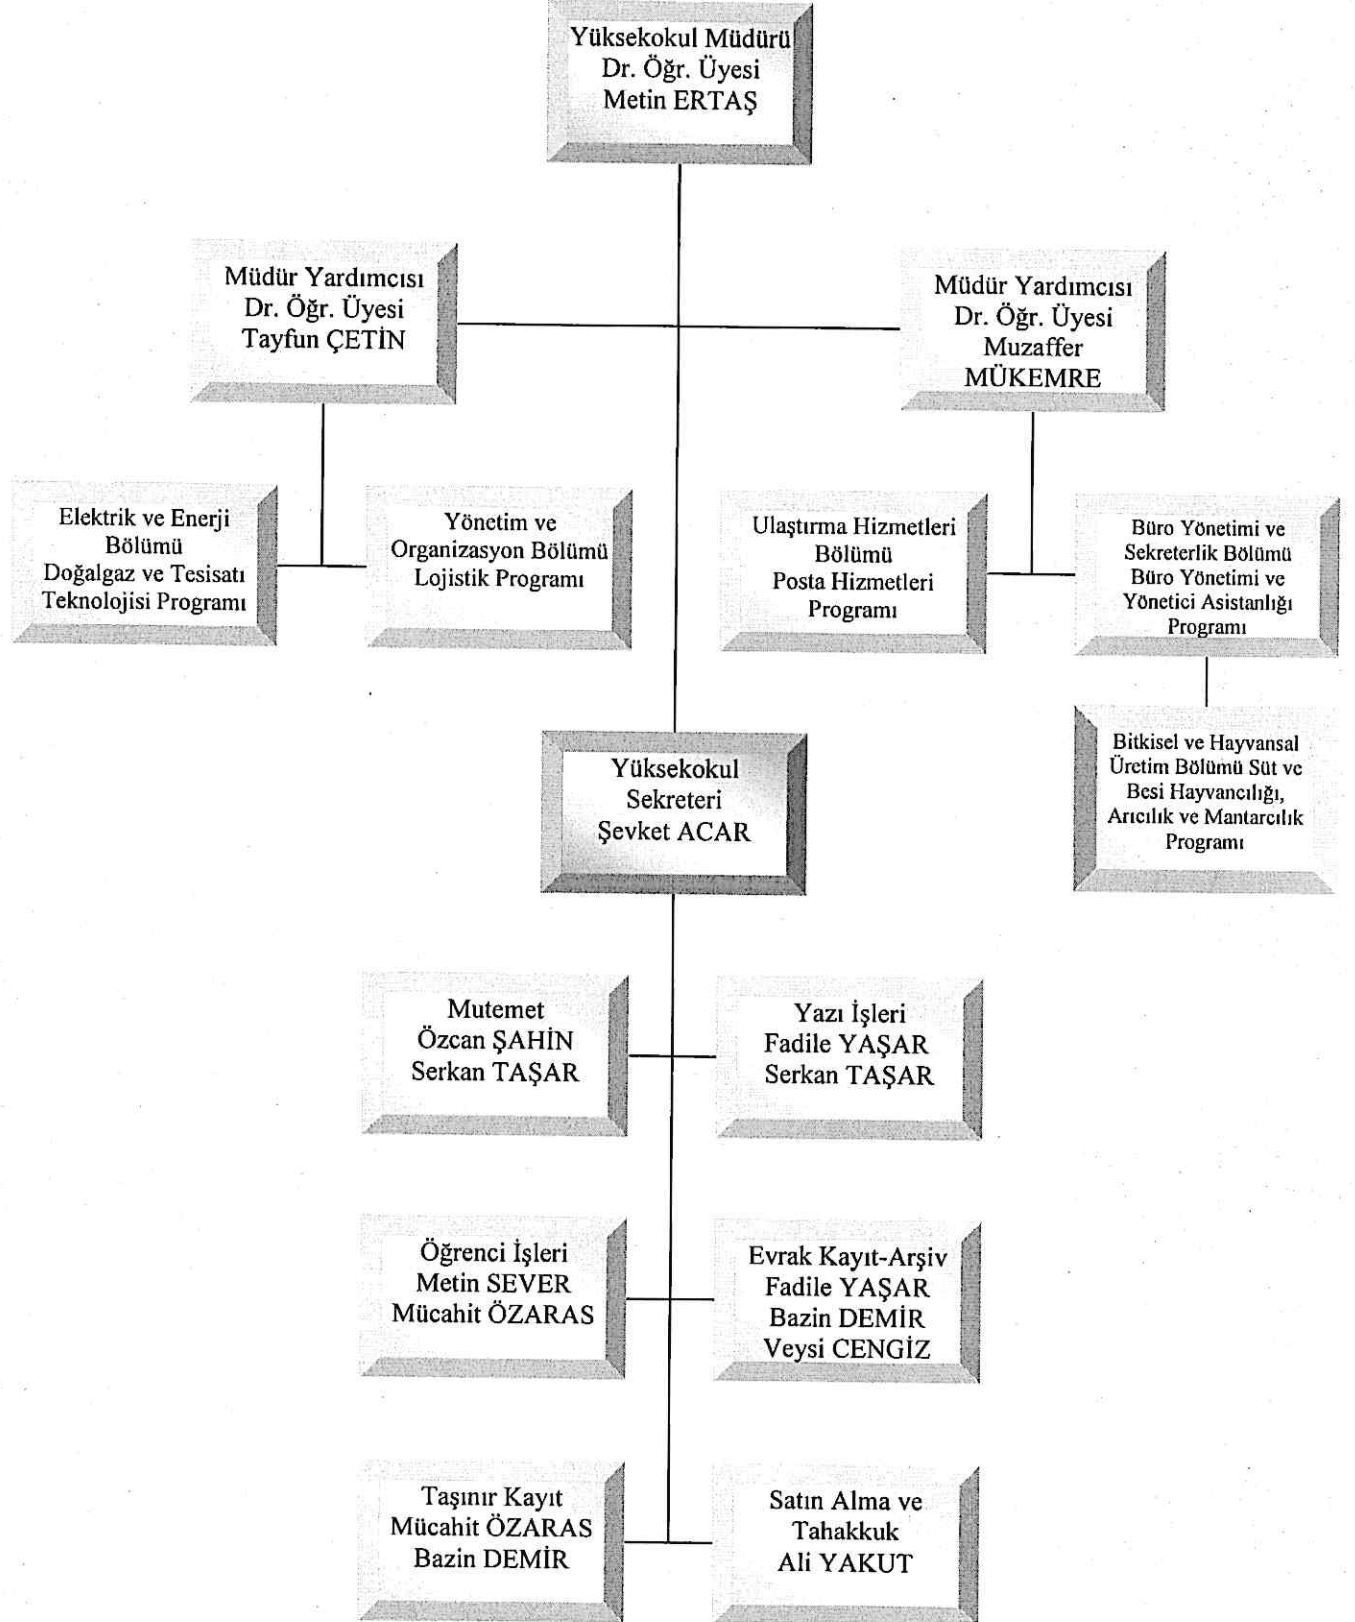 Yüksekokul Müdürü
Dr. Öğr. Üyesi
Metin ERTAŞ
Müdür Yardımcısı
Dr. Öğr. Üyesi
Tayfun ÇETİN
Müdür Yardımcısı
Dr. Öğr. Üyesi
Muzaffer
MÜKEMRE
Elektrik ve Enerji
Bölümü
Doğalgaz ve Tesisatı
Teknolojisi Programı
Yönetim ve
Organizasyon Bölümü
Lojistik Programı
Ulaştırma Hizmetleri
Bölümü
Posta Hizmetleri
Programı
Büro Yönetimi ve
Sekreterlik Bölümü
Büro Yönetimi ve
Yönetici Asistanlığı
Programı
Bitkisel ve Hayvansal
Üretim Bölümü Süt ve
Besi Hayvancılığı,
Arıcılık ve Mantarcılık
Programı
Yüksekokul
Sekreteri
Şevket ACAR
Mutemet
Özcan ŞAHİN
Serkan TAŞAR
Yazı İşleri
Fadile YAŞAR
Serkan TAŞAR
Öğrenci İşleri
Metin SEVER
Mücahit ÖZARAS
Evrak Kayıt-Arşiv
Fadile YAŞAR
Bazin DEMİR
Veysi CENGİZ
Taşınır Kayıt
Mücahit ÖZARAS
Bazin DEMİR
Satın Alma ve
Tahakkuk
Ali YAKUT